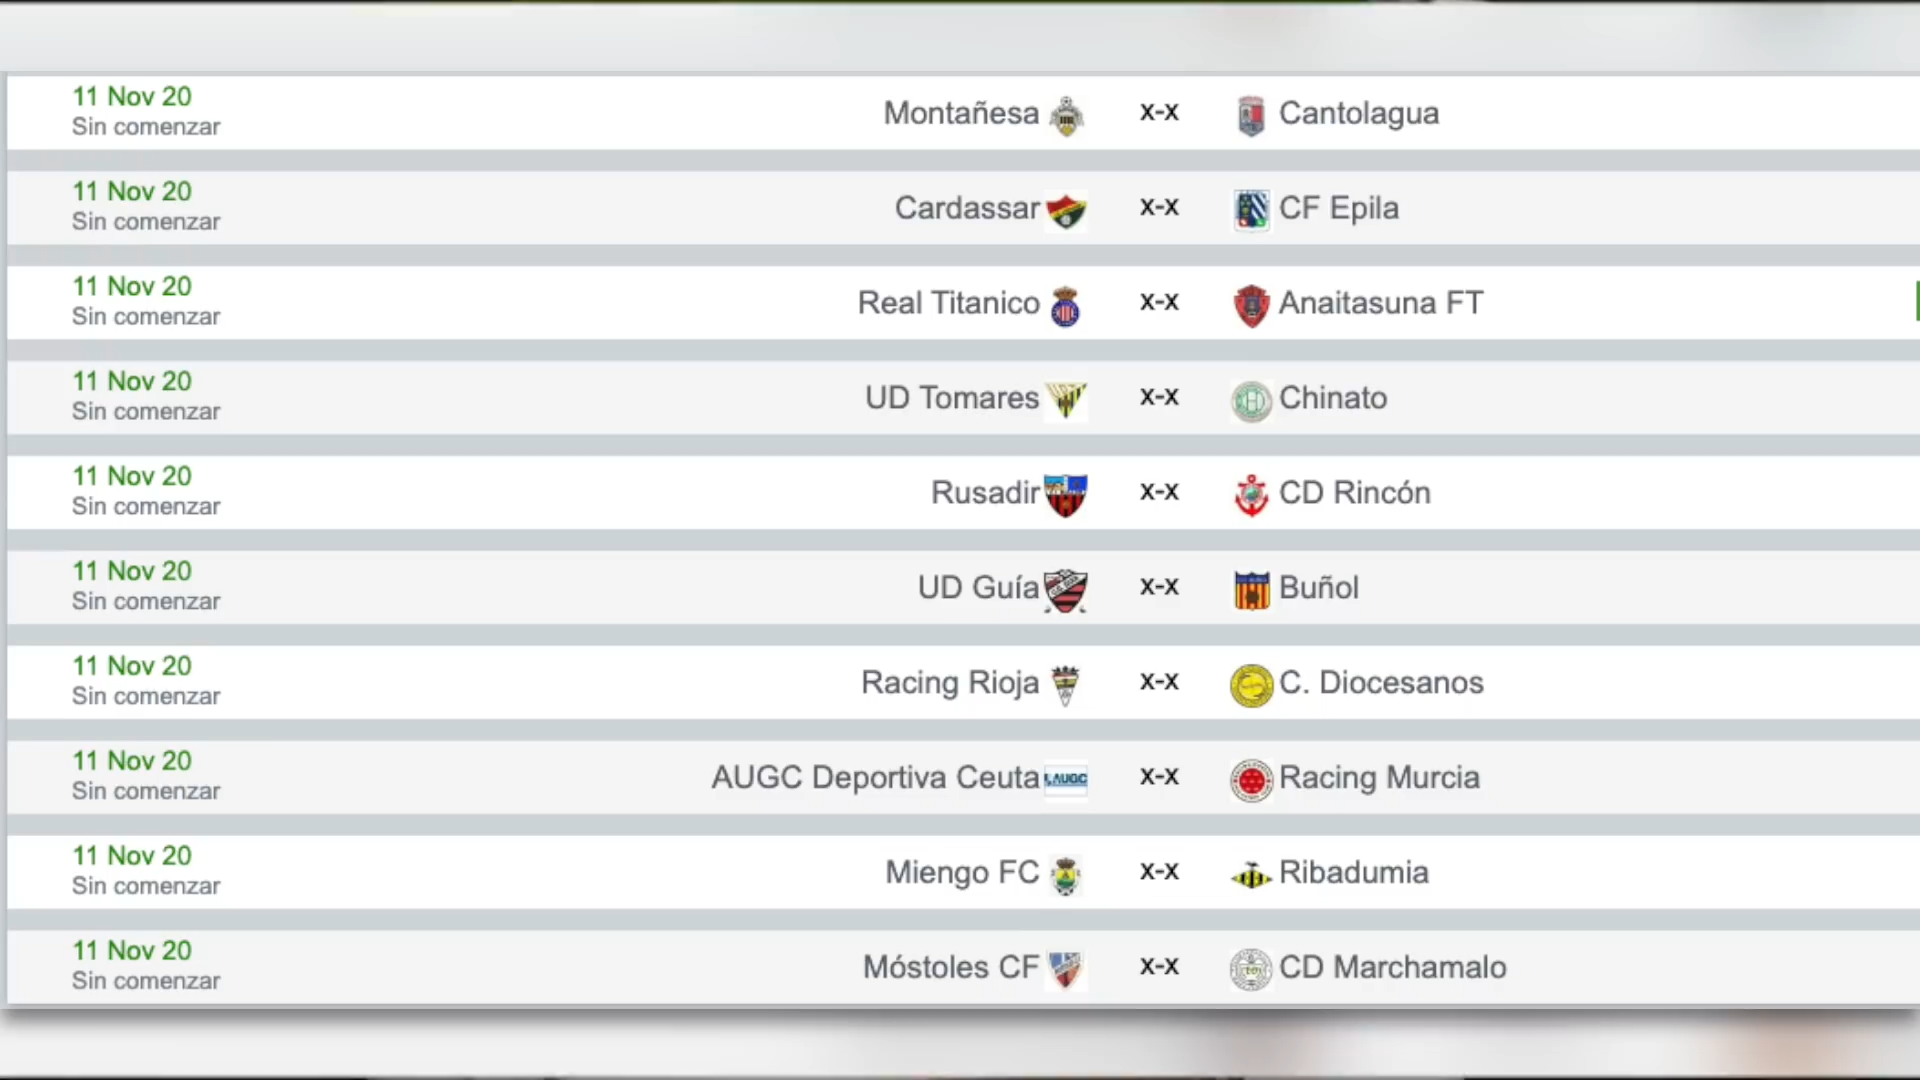 11 Nov 20
Sin comenzar
Montañesa x-x Cantolagua
11 Nov 20
Sin comenzar
Cardassar x-x CF Epila
11 Nov 20
Sin comenzar
Real Titanico x-x Anaitasuna FT
11 Nov 20
Sin comenzar
UD Tomares x-x Chinato
11 Nov 20
Sin comenzar
Rusadir x-x CD Rincón
11 Nov 20
Sin comenzar
UD Guía x-x Buñol
11 Nov 20
Sin comenzar
Racing Rioja x-x C. Diocesanos
11 Nov 20
Sin comenzar
AUGC Deportiva Ceuta AUGC x-x Racing Murcia
11 Nov 20
Sin comenzar
Miengo FC x-x Ribadumia
11 Nov 20
Sin comenzar
Móstoles CF x-x CD Marchamalo